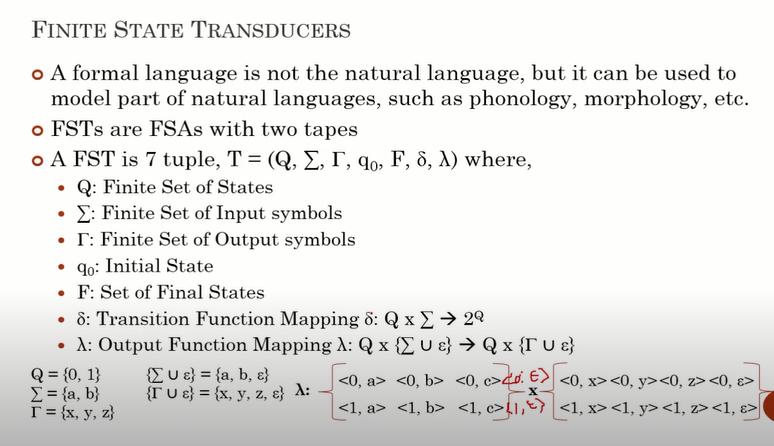 FINITE STATE TRANSDUCERS
A formal language is not the natural language, but it can be used to
model part of natural languages, such as phonology, morphology, etc.
FSTs are FSAs with two tapes
A FST is 7 tuple, T = (Q, ∑, Γ, q₀, F, δ, λ) where,
• Q: Finite Set of States
• ∑: Finite Set of Input symbols
• Γ: Finite Set of Output symbols
• q₀: Initial State
• F: Set of Final States
• δ: Transition Function Mapping δ: Q x ∑ → 2^Q
• λ: Output Function Mapping λ: Q x {∑ ∪ ε} → Q x {Γ ∪ ε}
Q = {0, 1} {∑ ∪ ε} = {a, b, ε}
∑ = {a, b} {Γ ∪ ε} = {x, y, z, ε}
Γ = {x, y, z}
λ:
<0, a> <0, b> <0, c> <0, ε>
<1, a> <1, b> <1, c> <1, ε>
x
<0, x> <0, y> <0, z> <0, ε>
<1, x> <1, y> <1, z> <1, ε>